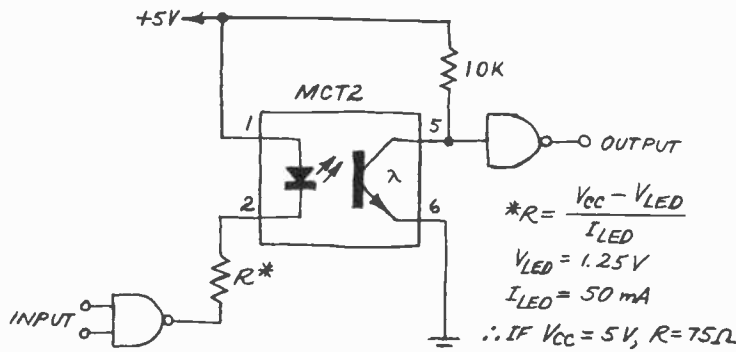 +5V
10K
MCT2
1
5
OUTPUT
λ
2
6
*R = VCC - VLED / ILED
R*
VLED = 1.25V
ILED = 50 mA
INPUT
∴ IF VCC = 5V, R = 75Ω